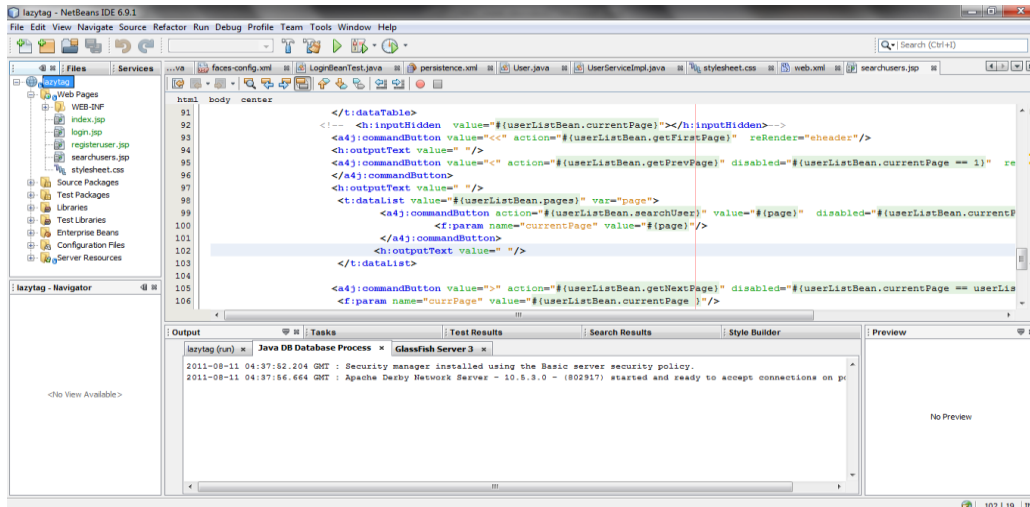 lazytag - NetBeans IDE 6.9.1
File Edit View Navigate Source Refactor Run Debug Profile Team Tools Window Help
Search (Ctrl+I)
Files
Services
...va faces-config.xml LoginBeanTest.java persistence.xml User.java UserServiceImpl.java stylesheet.css web.xml searchusers.jsp
lazytag
Web Pages
WEB-INF
index.jsp
login.jsp
registeruser.jsp
searchusers.jsp
stylesheet.css
Source Packages
Test Packages
Libraries
Test Libraries
Enterprise Beans
Configuration Files
Server Resources
lazytag - Navigator
<No View Available>
html body center
91 </t:dataTable>
92 <!-- <h:inputHidden value="#{userListBean.currentPage}"></h:inputHidden>-->
93 <a4j:commandButton value="<<" action="#{userListBean.getFirstPage}" reRender="eheader"/>
94 <h:outputText value=" "/>
95 <a4j:commandButton value="<" action="#{userListBean.getPrevPage}" disabled="#{userListBean.currentPage == 1}" re
96 </a4j:commandButton>
97 <h:outputText value=" "/>
98 <t:dataList value="#{userListBean.pages}" var="page">
99 <a4j:commandButton action="#{userListBean.searchUser}" value="#{page}" disabled="#{userListBean.currentP
100 <f:param name="currentPage" value="#{page}"/>
101 </a4j:commandButton>
102 <h:outputText value=" "/>
103 </t:dataList>
104
105 <a4j:commandButton value=">" action="#{userListBean.getNextPage}" disabled="#{userListBean.currentPage == userLis
106 <f:param name="currPage" value="#{userListBean.currentPage }"/>
Output
Tasks
Test Results
Search Results
Style Builder
Preview
lazytag (run) Java DB Database Process GlassFish Server 3
2011-08-11 04:37:52.204 GMT : Security manager installed using the Basic server security policy.
2011-08-11 04:37:56.664 GMT : Apache Derby Network Server - 10.5.3.0 - (802917) started and ready to accept connections on po
No Preview
102 | 19